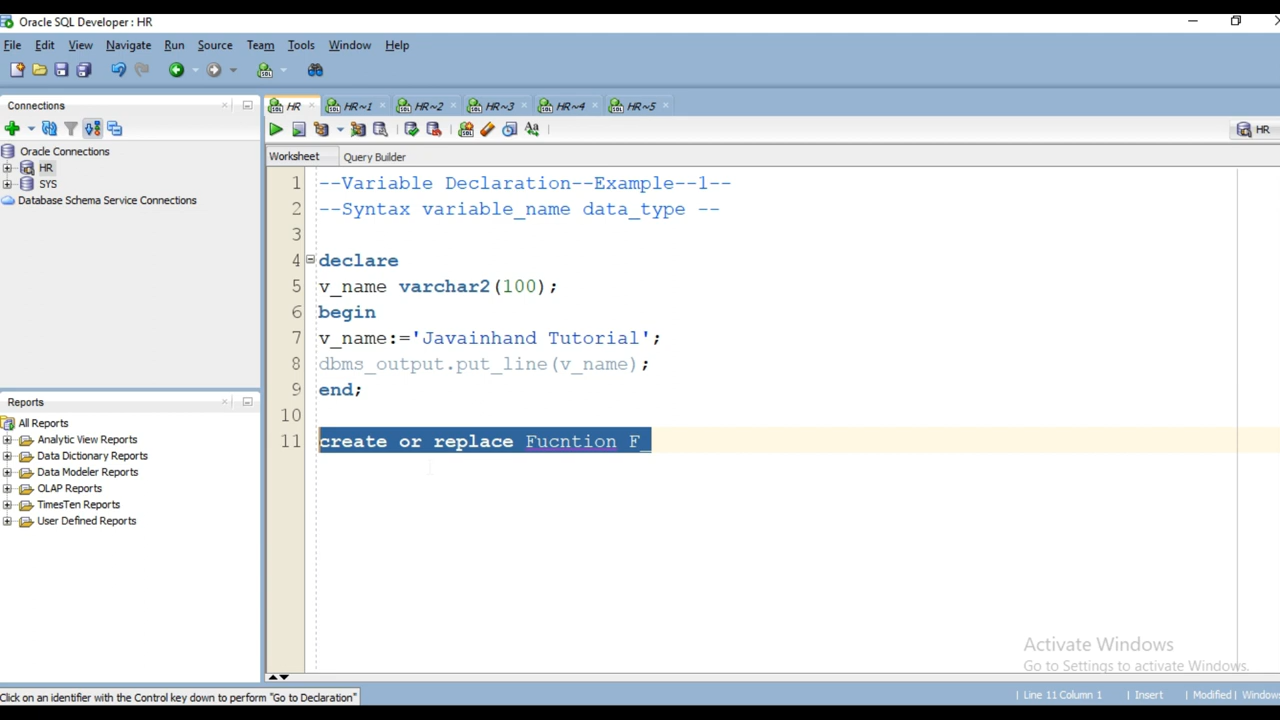 Oracle SQL Developer : HR
File Edit View Navigate Run Source Team Tools Window Help
Connections
HR HR~1 HR~2 HR~3 HR~4 HR~5
HR
Oracle Connections
HR
SYS
Database Schema Service Connections
Worksheet Query Builder
1 --Variable Declaration--Example--1--
2 --Syntax variable_name data_type --
3
4 declare
5 v_name varchar2(100);
6 begin
7 v_name:='Javainhand Tutorial';
8 dbms_output.put_line(v_name);
9 end;
10
11 create or replace Fucntion F_
Reports
All Reports
Analytic View Reports
Data Dictionary Reports
Data Modeler Reports
OLAP Reports
TimesTen Reports
User Defined Reports
Activate Windows
Go to Settings to activate Windows.
Click on an identifier with the Control key down to perform "Go to Declaration"
Line 11 Column 1 Insert Modified Windows